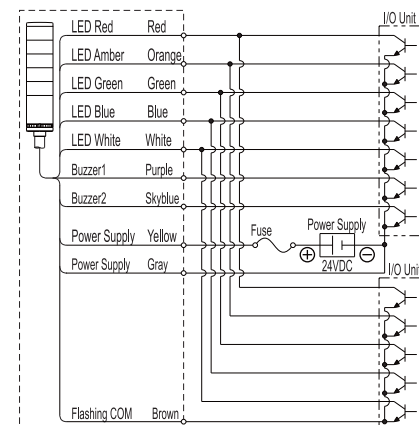 I/O Unit
LED Red Red
LED Amber Orange
LED Green Green
LED Blue Blue
LED White White
Buzzer1 Purple
Buzzer2 Skyblue
Power Supply Yellow Fuse Power Supply
24VDC
Power Supply Gray
I/O Unit
Flashing COM Brown